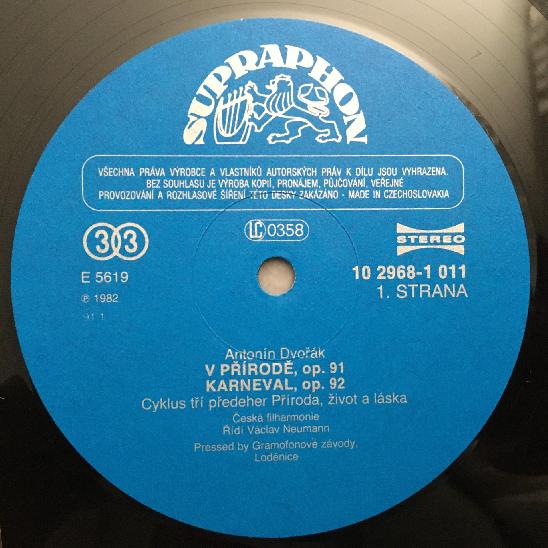 SUPRAPHON
VŠECHNA PRÁVA VÝROBCE A VLASTNÍKŮ AUTORSKÝCH PRÁV K DÍLU JSOU VYHRAZENA.
BEZ SOUHLASU JE VÝROBA KOPIÍ, PRONÁJEM, PŮJČOVÁNÍ, VEŘEJNÉ
PROVOZOVÁNÍ A ROZHLASOVÉ ŠÍŘENÍ TÉTO DESKY ZAKÁZÁNO - MADE IN CZECHOSLOVAKIA
33
LC 0358
STEREO
E 5619
10 2968-1 011
℗ 1982
1. STRANA
91 1
Antonín Dvořák
V PŘÍRODĚ, op. 91
KARNEVAL, op. 92
Cyklus tří předeher Příroda, život a láska
Česká filharmonie
Řídí Václav Neumann
Pressed by Gramofonové závody,
Loděnice